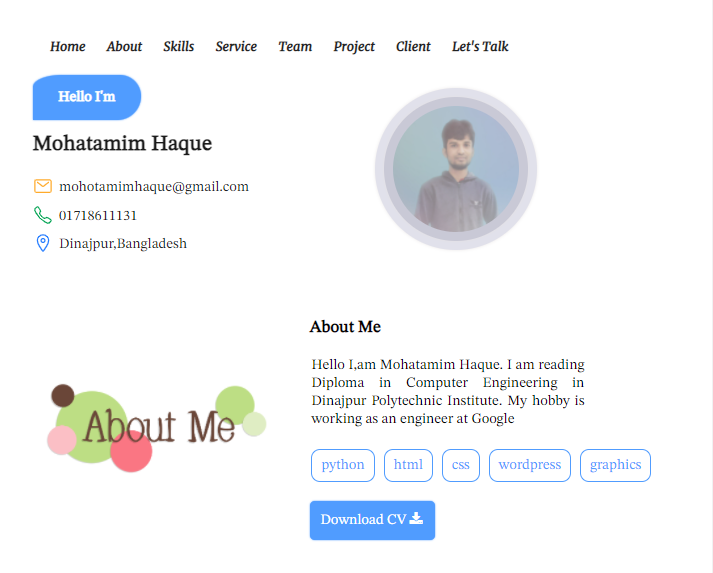 Home About Skills Service Team Project Client Let's Talk
Hello I'm
Mohatamim Haque
mohotamimhaque@gmail.com
01718611131
Dinajpur,Bangladesh
About Me
About Me
Hello I,am Mohatamim Haque. I am reading
Diploma in Computer Engineering in
Dinajpur Polytechnic Institute. My hobby is
working as an engineer at Google
python html css wordpress graphics
Download CV